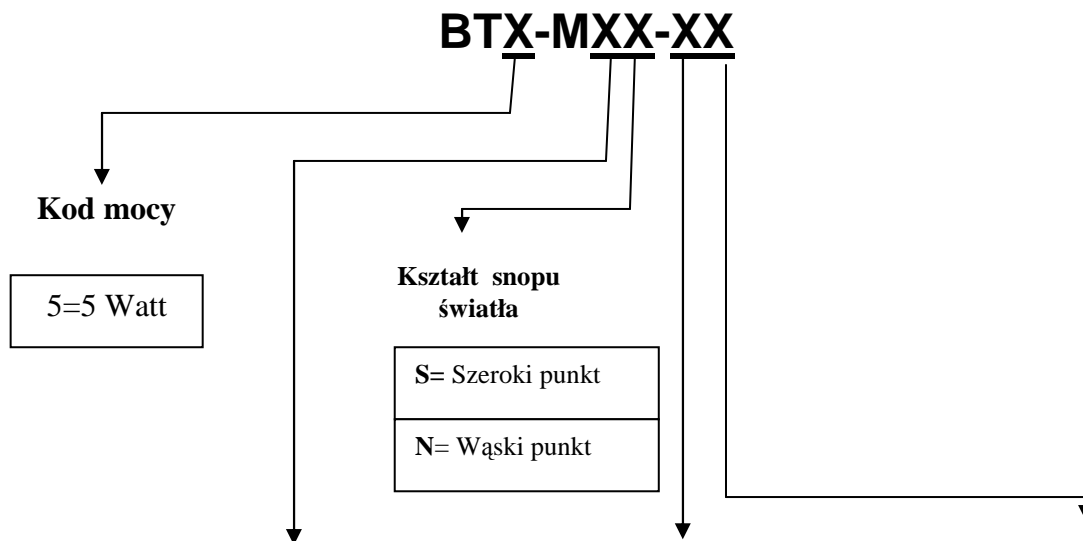 BTX-MXX-XX
Kod mocy
5=5 Watt
Kształt snopu
światła
S= Szeroki punkt
N= Wąski punkt